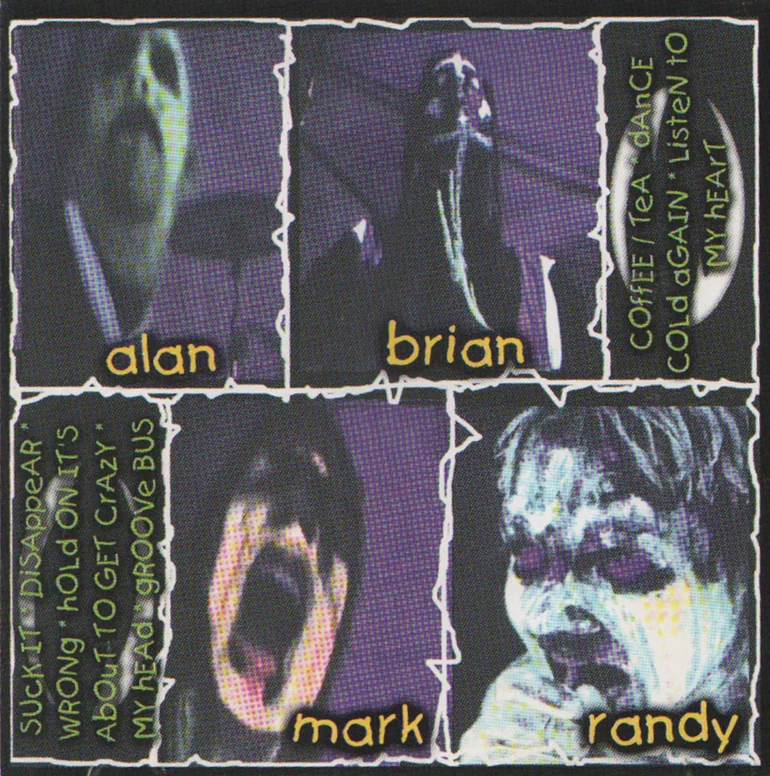 alan
brian
COffEE / TeA * dAnCE
COLd aGAIN * ListeN tO
MY hEArT
SUcK IT * DISAppeAR *
WRONg * hOLd ON IT'S
AbOuT TO GET CrAzY *
MY hEAd * gROOVe BUS
mark
randy